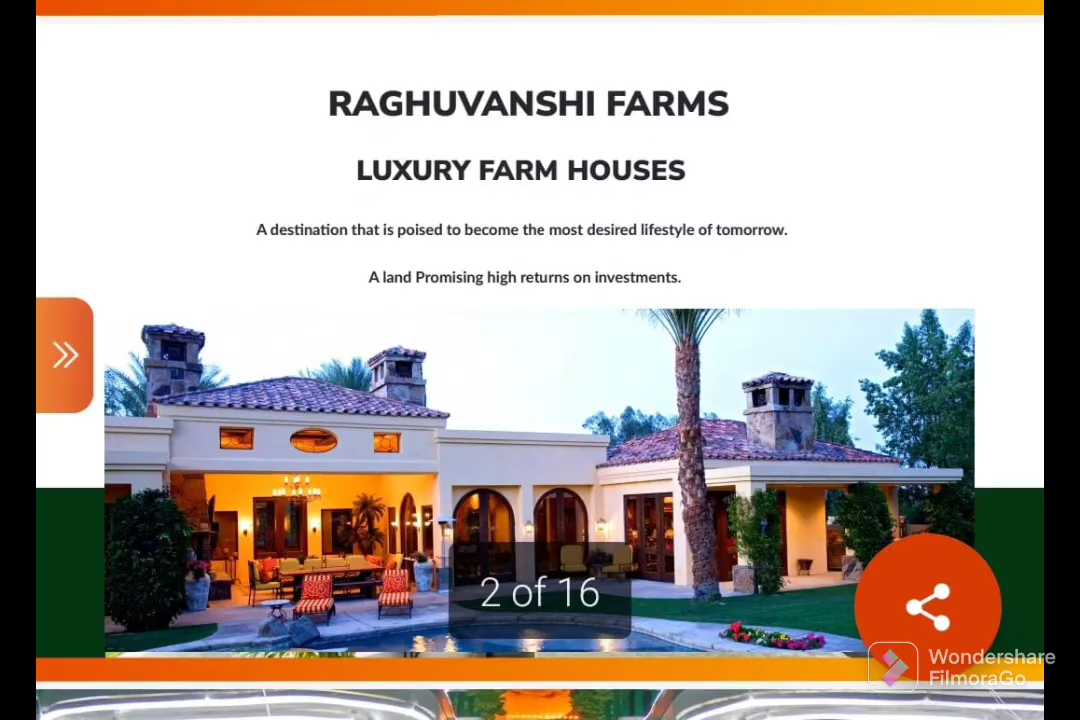 RAGHUVANSHI FARMS
LUXURY FARM HOUSES
A destination that is poised to become the most desired lifestyle of tomorrow.
A land Promising high returns on investments.
2 of 16
Wondershare
FilmoraGo